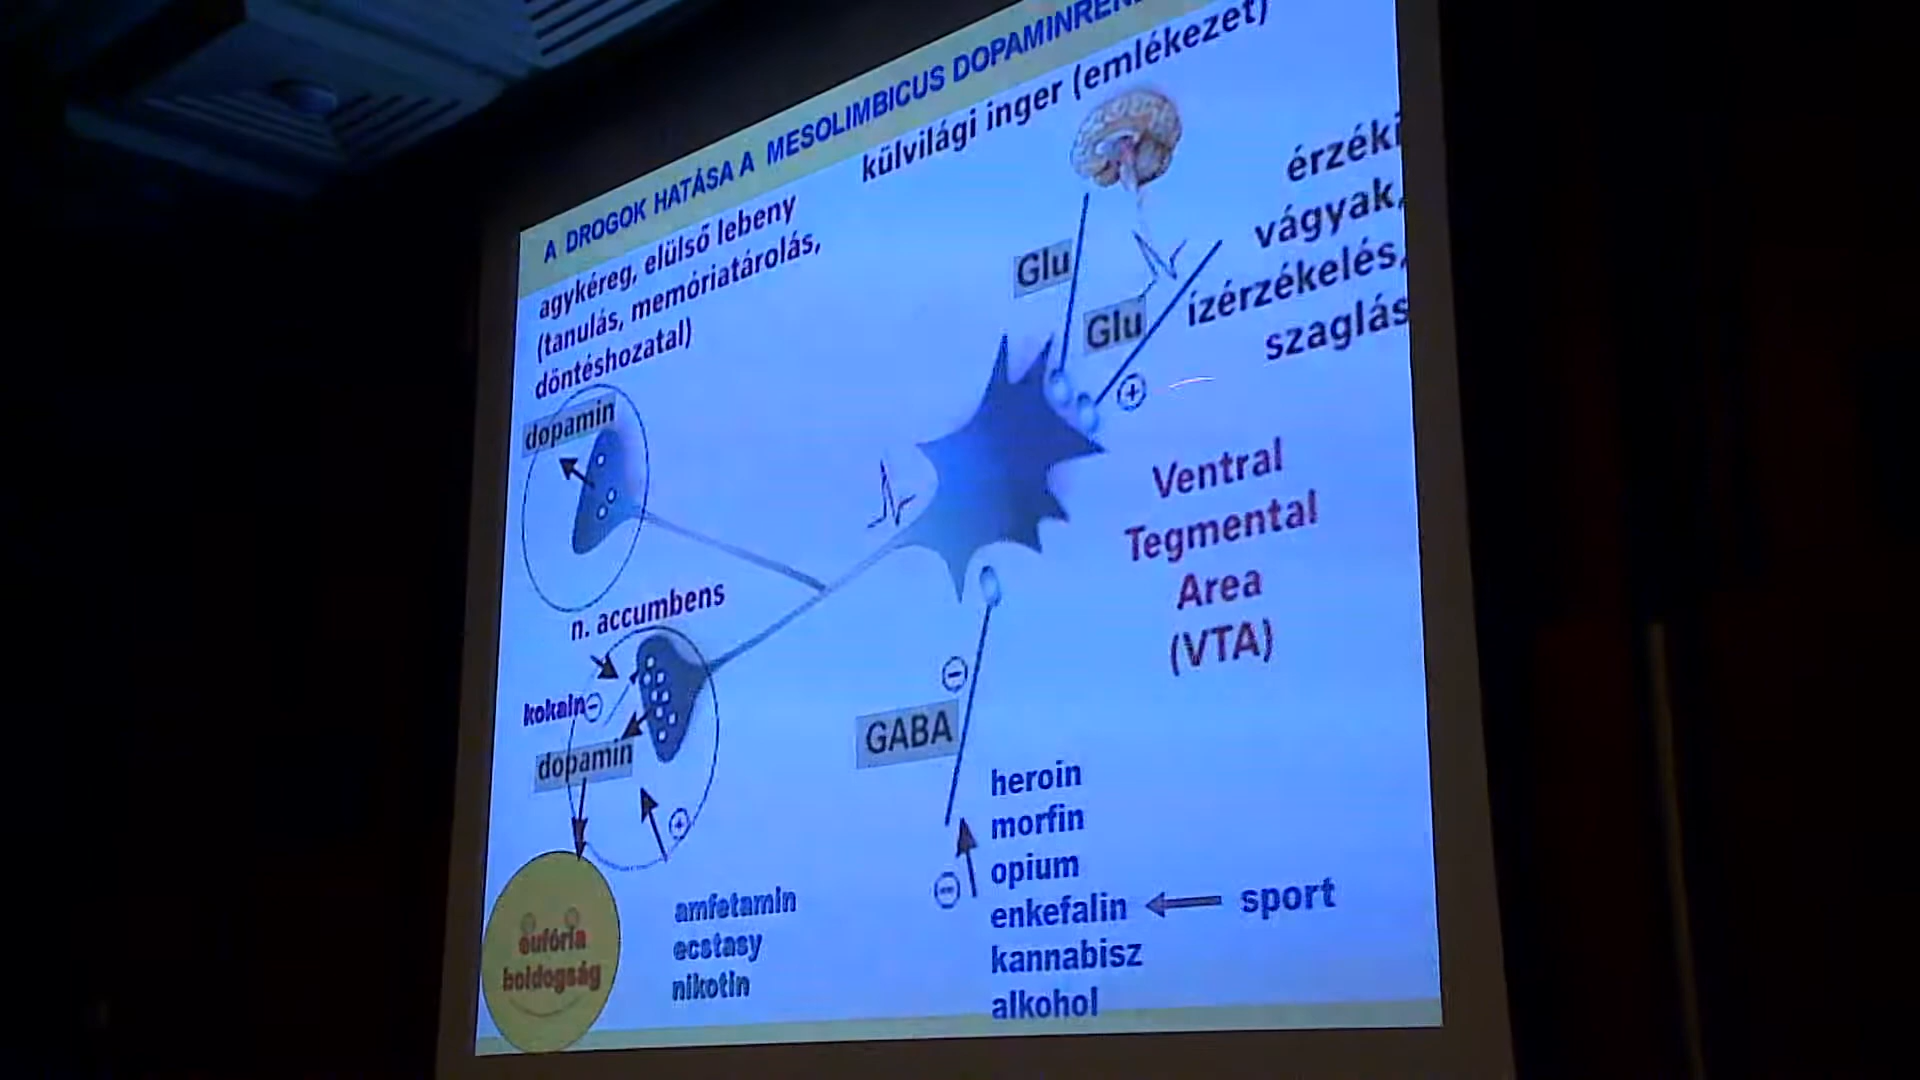 A DROGOK HATÁSA A MESOLIMBICUS
külvilági inger (emlékezet)
agykéreg, elülső lebeny
(tanulás, memóriatárolás,
döntéshozatal)
érzéki
vágyak,
ízérzékelés,
szaglás
Glu
Glu
+
dopamin
Ventral
Tegmental
Area
(VTA)
n. accumbens
kokain
−
dopamin
+
−
GABA
heroin
morfin
opium
enkefalin
kannabisz
alkohol
−
sport
eufória
boldogság
amfetamin
ecstasy
nikotin